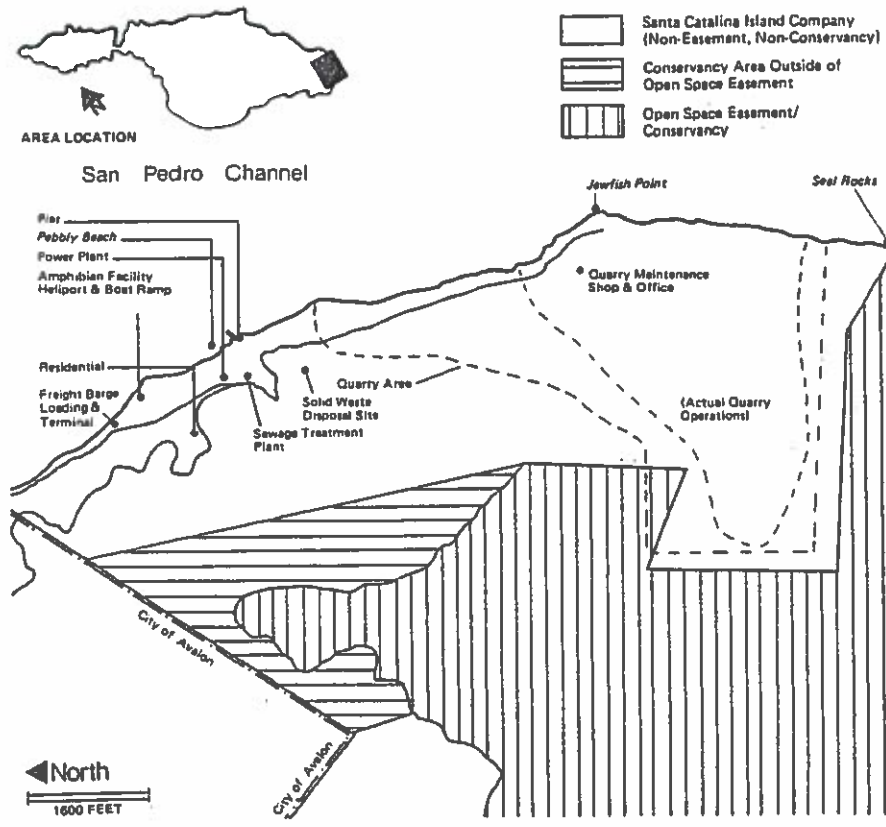 Santa Catalina Island Company
(Non-Easement, Non-Conservancy)
Conservancy Area Outside of
Open Space Easement
Open Space Easement/
Conservancy
AREA LOCATION
San Pedro Channel
Jewfish Point
Seal Rocks
Pier
Pebbly Beach
Power Plant
Amphibian Facility
Heliport & Boat Ramp
Quarry Maintenance
Shop & Office
Residential
Freight Barge
Loading &
Terminal
Solid Waste
Disposal Site
Quarry Area
(Actual Quarry
Operations)
Sewage Treatment
Plant
City of Avalon
City of Avalon
North
1600 FEET